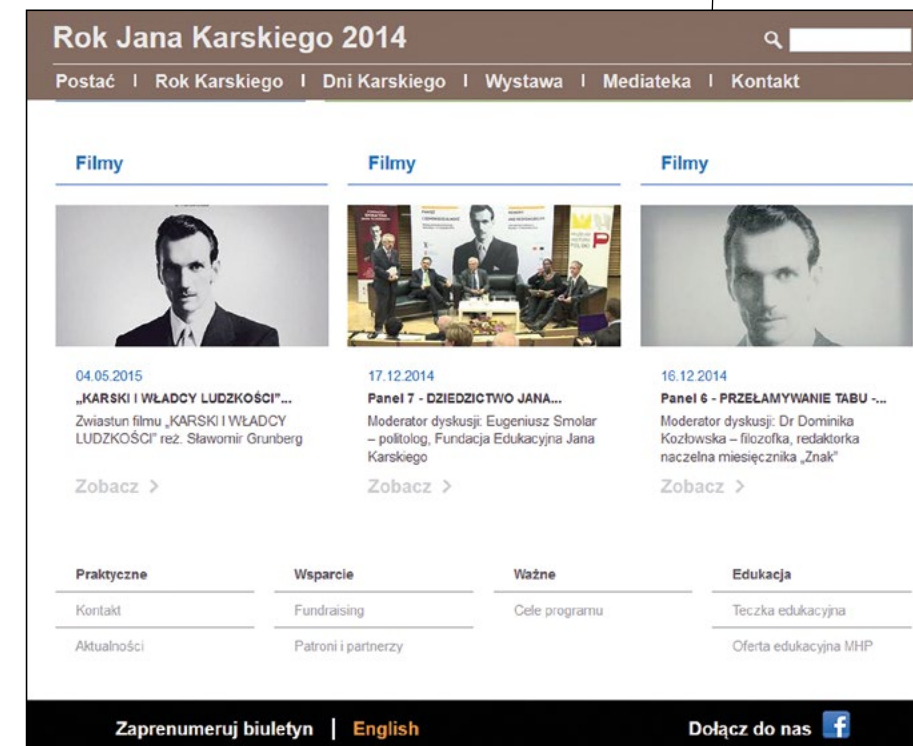 Rok Jana Karskiego 2014
Postać | Rok Karskiego | Dni Karskiego | Wystawa | Mediateka | Kontakt
Filmy
04.05.2015
„KARSKI I WŁADCY LUDZKOŚCI”...
Zwiastun filmu „KARSKI I WŁADCY
LUDZKOŚCI” reż. Sławomir Grunberg
Zobacz >
Filmy
17.12.2014
Panel 7 - DZIEDZICTWO JANA...
Moderator dyskusji: Eugeniusz Smolar
– politolog, Fundacja Edukacyjna Jana
Karskiego
Zobacz >
Filmy
16.12.2014
Panel 6 - PRZEŁAMYWANIE TABU -...
Moderator dyskusji: Dr Dominika
Kozłowska – filozofka, redaktorka
naczelna miesięcznika „Znak”
Zobacz >
Praktyczne
Kontakt
Aktualności
Wsparcie
Fundraising
Patroni i partnerzy
Ważne
Cele programu
Edukacja
Teczka edukacyjna
Oferta edukacyjna MHP
Zaprenumeruj biuletyn | English
Dołącz do nas f